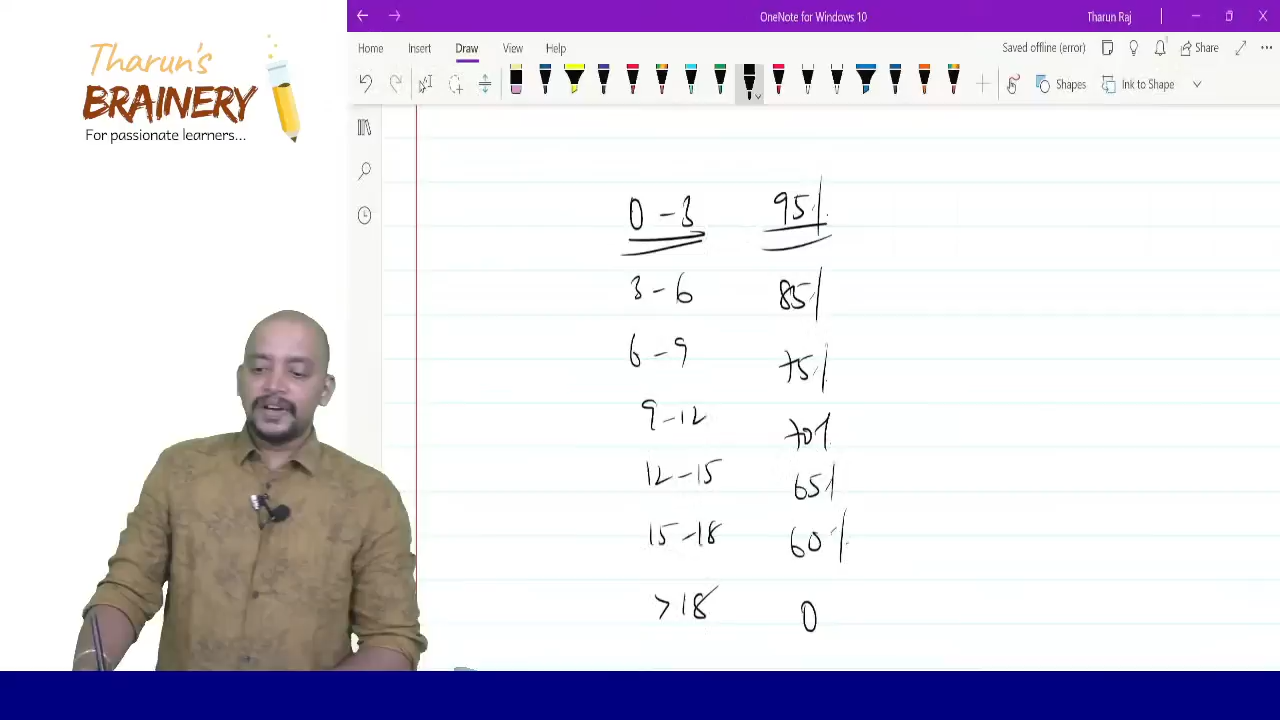 OneNote for Windows 10
Tharun Raj
Home Insert Draw View Help
Saved offline (error)
Share
Shapes
Ink to Shape
Tharun's
BRAINERY
For passionate learners...
0 - 3 95%
3 - 6 85%
6 - 9 75%
9 - 12 70%
12 - 15 65%
15 - 18 60%
> 18 0